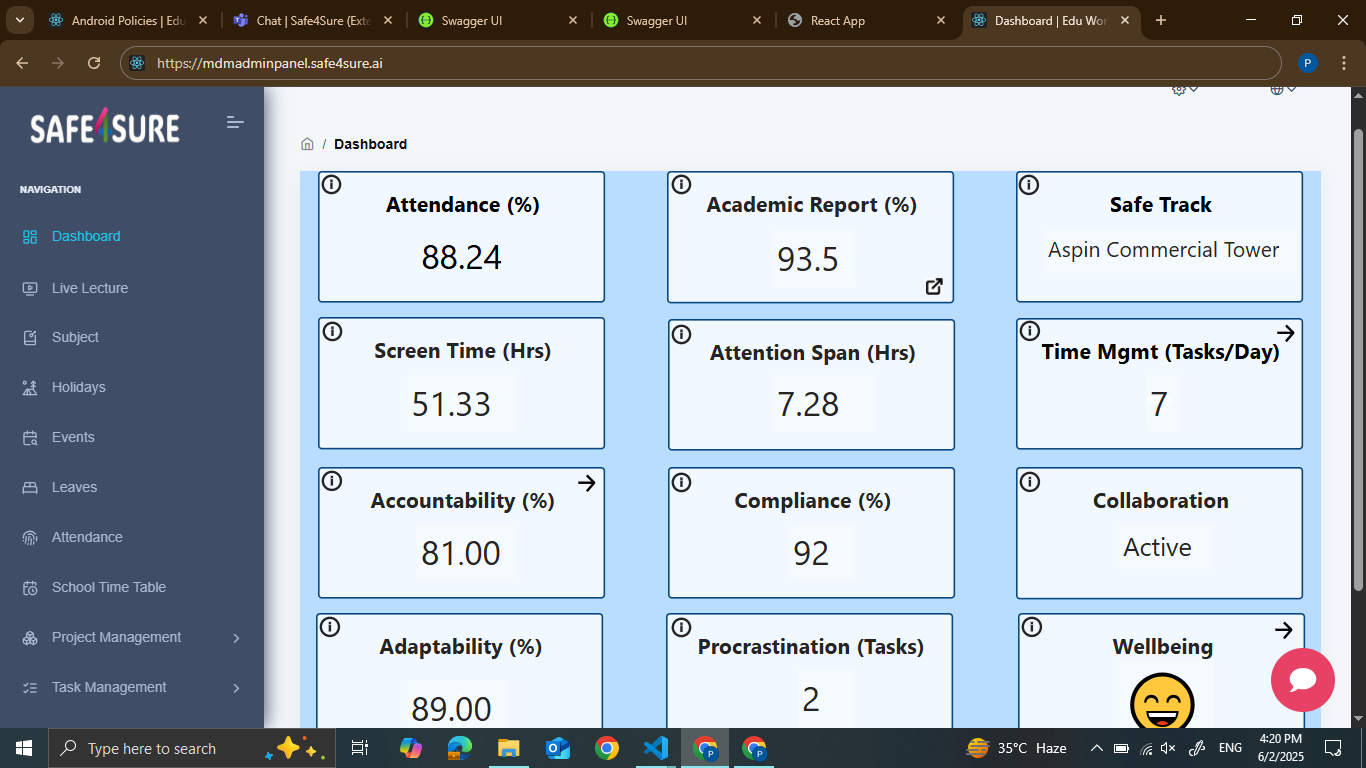 Android Policies | Edu
Chat | Safe4Sure (Exte
Swagger UI
Swagger UI
React App
Dashboard | Edu Wor
https://mdmadminpanel.safe4sure.ai
P
SAFE4SURE
NAVIGATION
Dashboard
Live Lecture
Subject
Holidays
Events
Leaves
Attendance
School Time Table
Project Management
Task Management
/ Dashboard
Attendance (%)
88.24
Academic Report (%)
93.5
Safe Track
Aspin Commercial Tower
Screen Time (Hrs)
51.33
Attention Span (Hrs)
7.28
Time Mgmt (Tasks/Day)
7
Accountability (%)
81.00
Compliance (%)
92
Collaboration
Active
Adaptability (%)
89.00
Procrastination (Tasks)
2
Wellbeing
Type here to search
P
P
35°C Haze
ENG
4:20 PM
6/2/2025